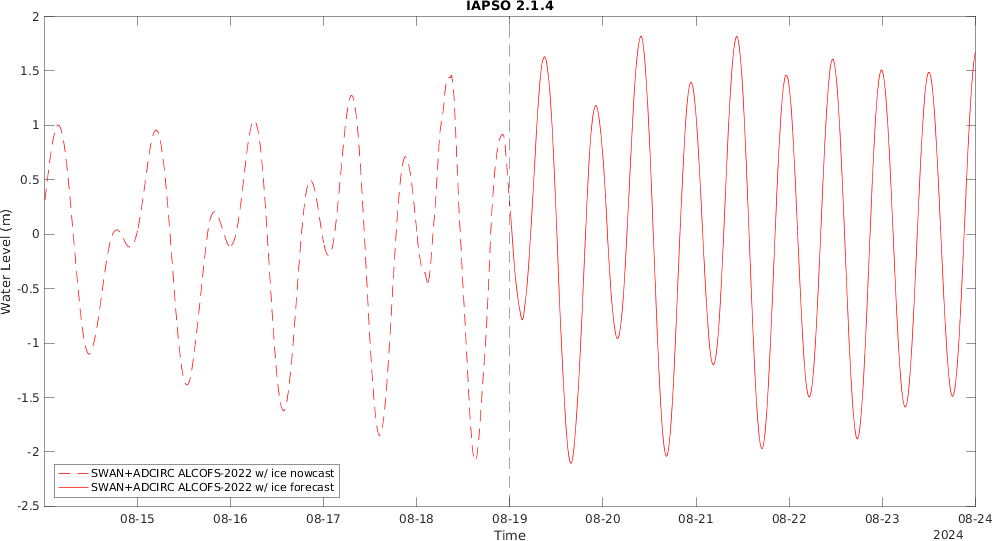 IAPSO 2.1.4
2
1.5
1
0.5
0
-0.5
-1
-1.5
-2
-2.5
Water Level (m)
SWAN+ADCIRC ALCOFS-2022 w/ ice nowcast
SWAN+ADCIRC ALCOFS-2022 w/ ice forecast
08-15 08-16 08-17 08-18 08-19 08-20 08-21 08-22 08-23 08-24
Time
2024